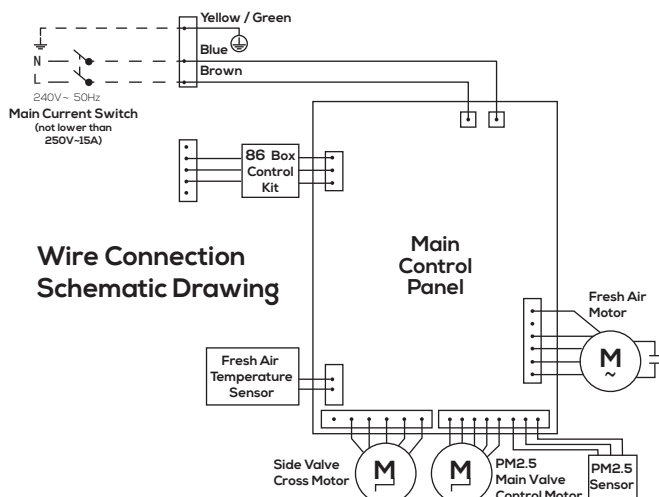 Yellow / Green
Blue
N
Brown
L
240V~ 50Hz
Main Current Switch
(not lower than
250V~15A)
86 Box
Control
Kit
Wire Connection
Schematic Drawing
Main
Control
Panel
Fresh Air
Motor
M
~
Fresh Air
Temperature
Sensor
Side Valve
Cross Motor
M
M
PM2.5
Main Valve
Control Motor
PM2.5
Sensor